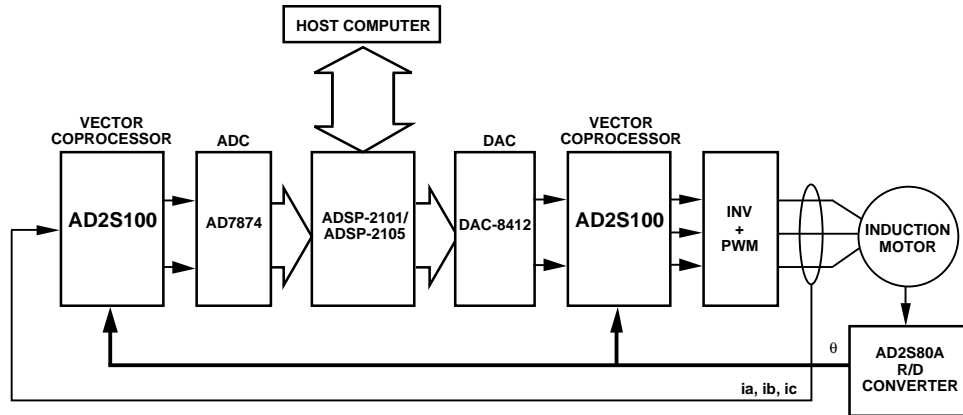 HOST COMPUTER
VECTOR
COPROCESSOR
AD2S100
ADC
AD7874
ADSP-2101/
ADSP-2105
DAC
DAC-8412
VECTOR
COPROCESSOR
AD2S100
INV
+
PWM
INDUCTION
MOTOR
θ
AD2S80A
R/D
CONVERTER
ia, ib, ic